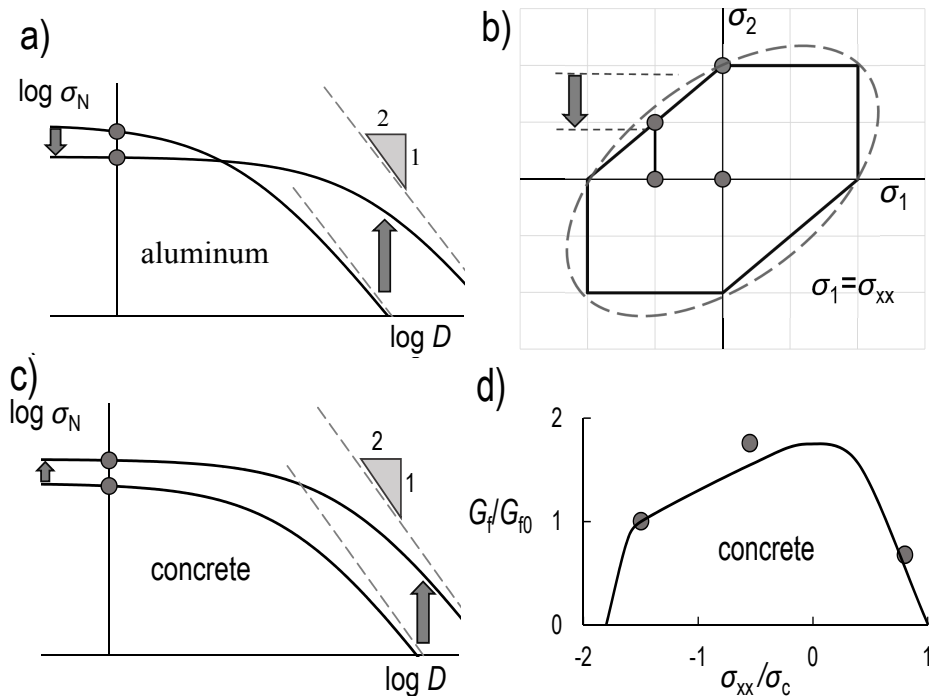 a)
log σN
2
1
aluminum
log D
b)
σ2
σ1
σ1=σxx
c)
log σN
2
1
concrete
log D
d)
2
Gf/Gf0
1
concrete
0
-2
-1
0
1
σxx/σc